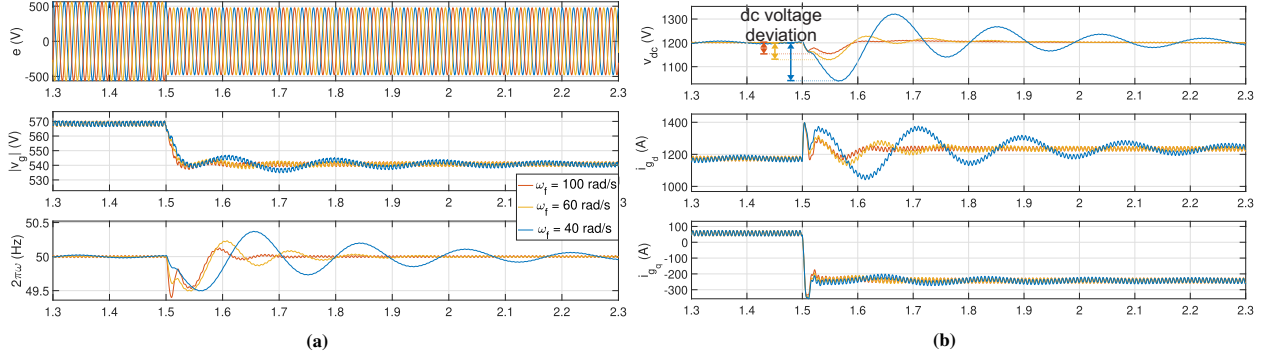 e (V)
500
0
-500
1.3 1.4 1.5 1.6 1.7 1.8 1.9 2 2.1 2.2 2.3
|v_g| (V)
570
560
550
540
530
1.3 1.4 1.5 1.6 1.7 1.8 1.9 2 2.1 2.2 2.3
ω_f = 100 rad/s
ω_f = 60 rad/s
ω_f = 40 rad/s
2πω (Hz)
50.5
50
49.5
1.3 1.4 1.5 1.6 1.7 1.8 1.9 2 2.1 2.2 2.3
(a)
dc voltage
deviation
v_dc (V)
1300
1200
1100
1.3 1.4 1.5 1.6 1.7 1.8 1.9 2 2.1 2.2 2.3
i_g_d (A)
1400
1200
1000
1.3 1.4 1.5 1.6 1.7 1.8 1.9 2 2.1 2.2 2.3
i_g_q (A)
100
0
-100
-200
-300
1.3 1.4 1.5 1.6 1.7 1.8 1.9 2 2.1 2.2 2.3
(b)